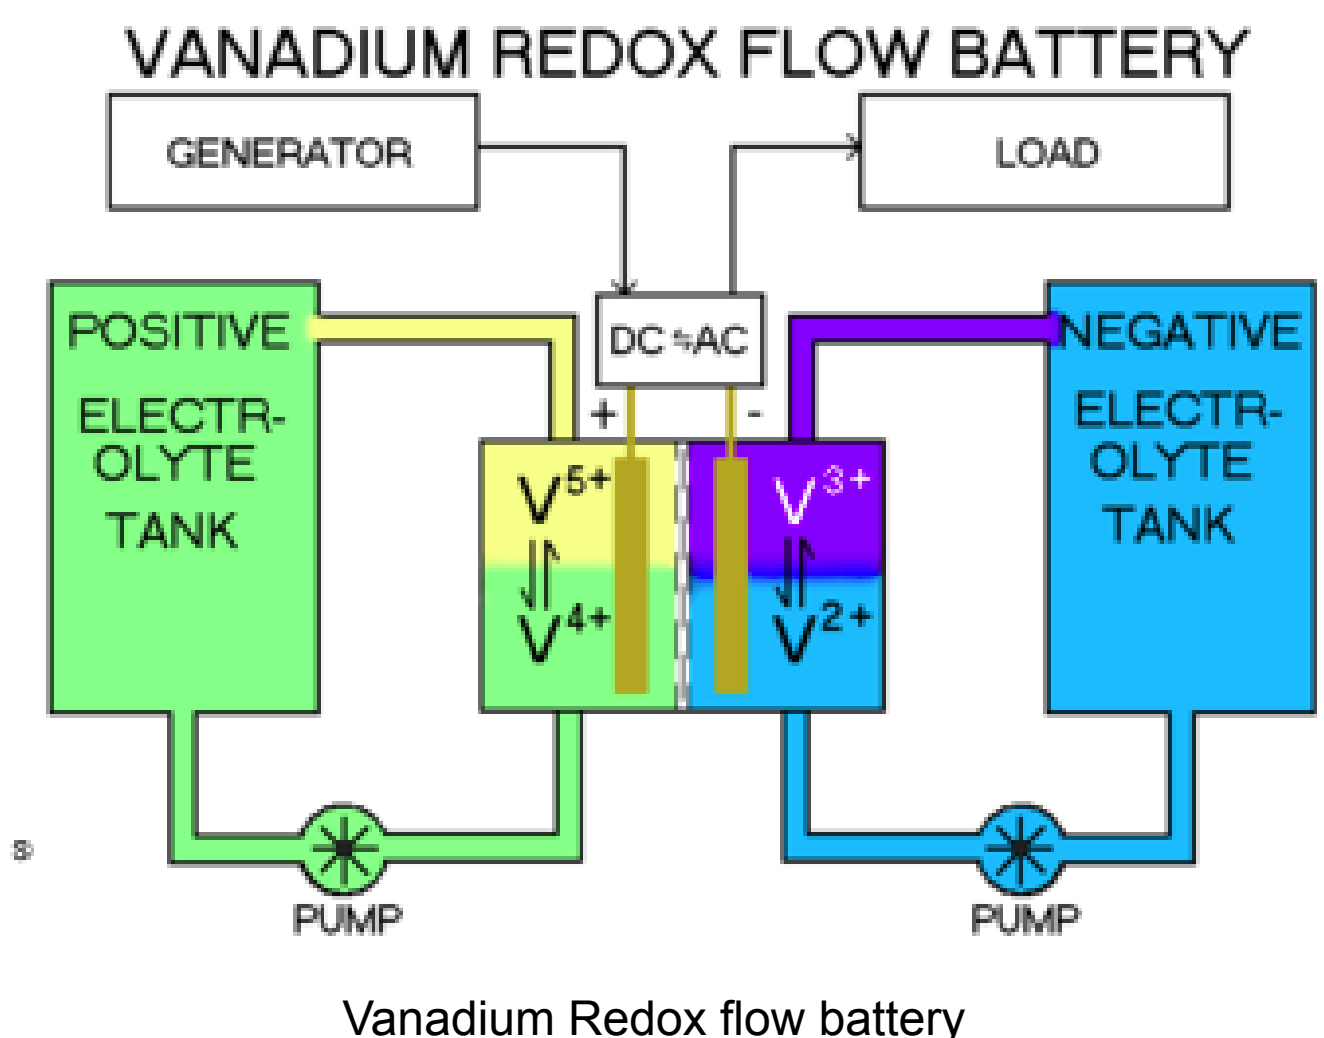 VANADIUM REDOX FLOW BATTERY
GENERATOR
LOAD
DC ⇋ AC
+
-
POSITIVE
ELECTR-
OLYTE
TANK
NEGATIVE
ELECTR-
OLYTE
TANK
V5+
V4+
V3+
V2+
PUMP
PUMP
Vanadium Redox flow battery